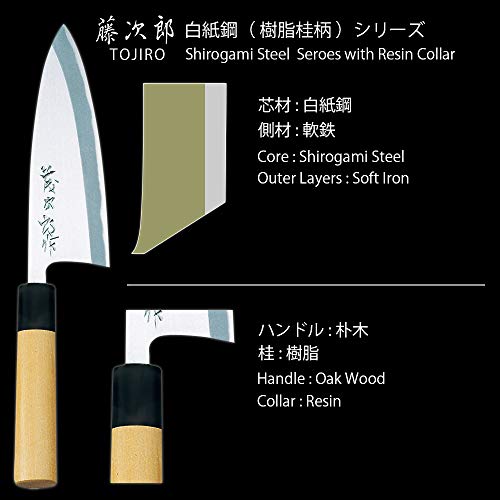 藤次郎 白紙鋼（樹脂桂柄）シリーズ
TOJIRO Shirogami Steel Seroes with Resin Collar
芯材 : 白紙鋼
側材 : 軟鉄
Core : Shirogami Steel
Outer Layers : Soft Iron
ハンドル : 朴木
桂 : 樹脂
Handle : Oak Wood
Collar : Resin